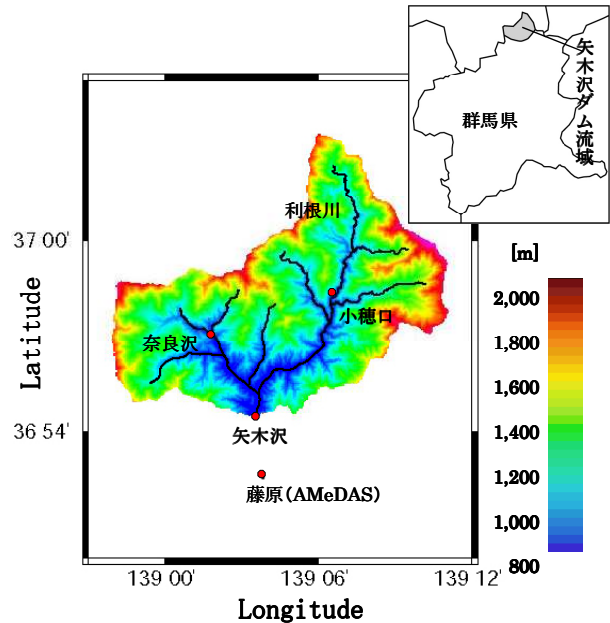 矢木沢ダム流域
群馬県
利根川
37 00'
[m]
2,000
小穂口
1,800
奈良沢
Latitude
1,600
36 54'
1,400
矢木沢
1,200
藤原(AMeDAS)
1,000
800
139 00'
139 06'
139 12'
Longitude